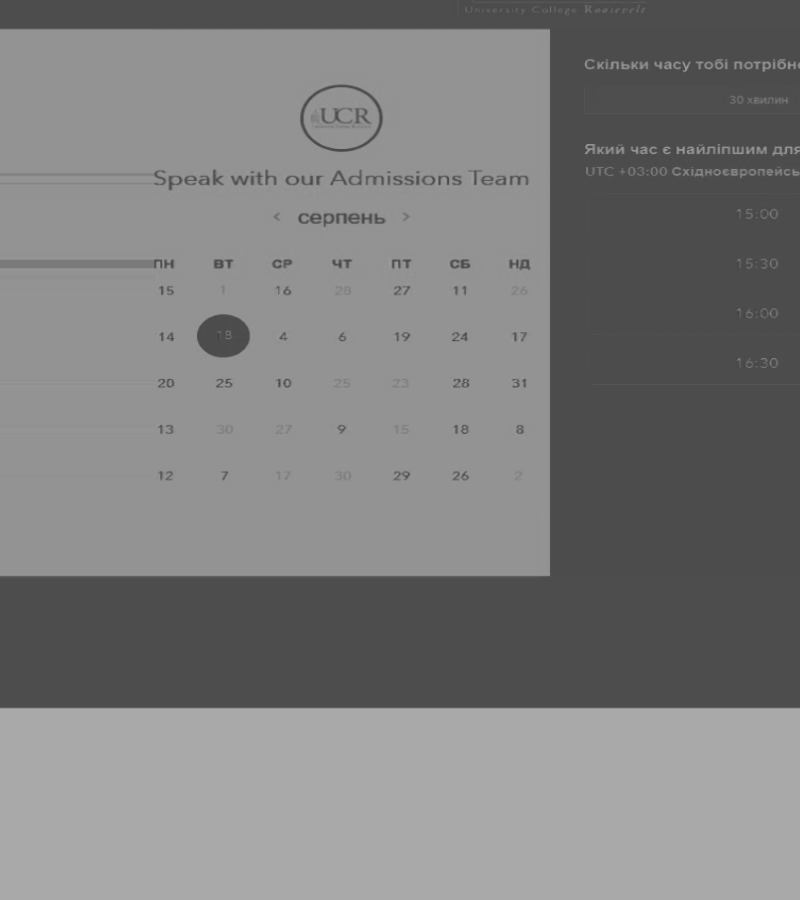 University College Roosevelt
UCR
Speak with our Admissions Team
< серпень >
ПН ВТ СР ЧТ ПТ СБ НД
15 1 16 28 27 11 26
14 18 4 6 19 24 17
20 25 10 25 23 28 31
13 30 27 9 15 18 8
12 7 17 30 29 26 2
Скільки часу тобі потрібн
30 хвилин
Який час є найліпшим для
UTC +03:00 Східноєвропейсь
15:00
15:30
16:00
16:30